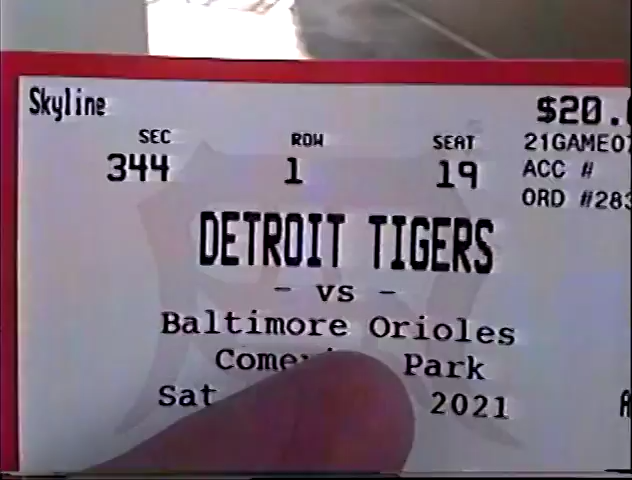 Skyline
$20.
SEC ROW SEAT 21GAME07
344 1 19 ACC #
ORD #283
DETROIT TIGERS
- vs -
Baltimore Orioles
Park
Sat 2021